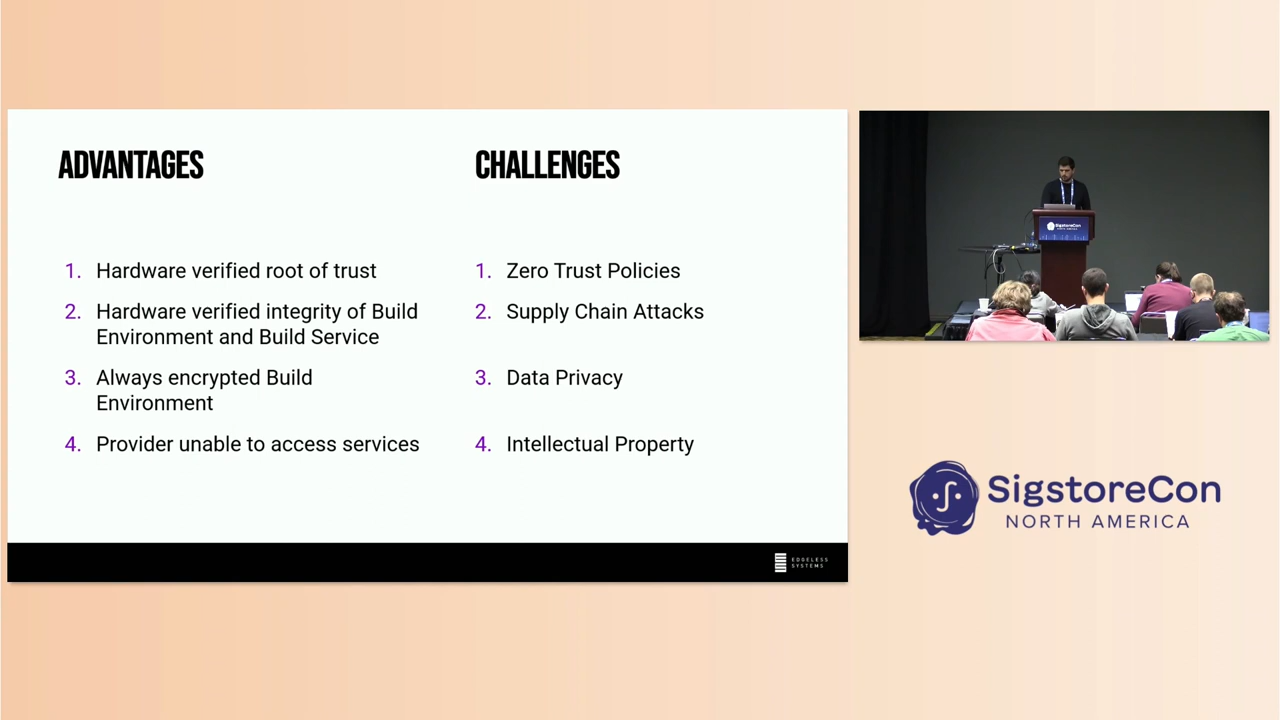 ADVANTAGES
1. Hardware verified root of trust
2. Hardware verified integrity of Build
Environment and Build Service
3. Always encrypted Build
Environment
4. Provider unable to access services
CHALLENGES
1. Zero Trust Policies
2. Supply Chain Attacks
3. Data Privacy
4. Intellectual Property
EDGELESS
SYSTEMS
SigstoreCon
SigstoreCon
NORTH AMERICA